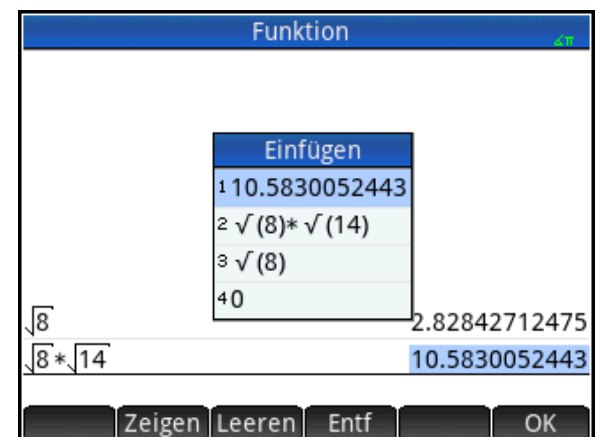 Funktion
∡π
Einfügen
1 10.5830052443
2 √(8)*√(14)
3 √(8)
4 0
√8 2.82842712475
√8*√14 10.5830052443
Zeigen Leeren Entf OK